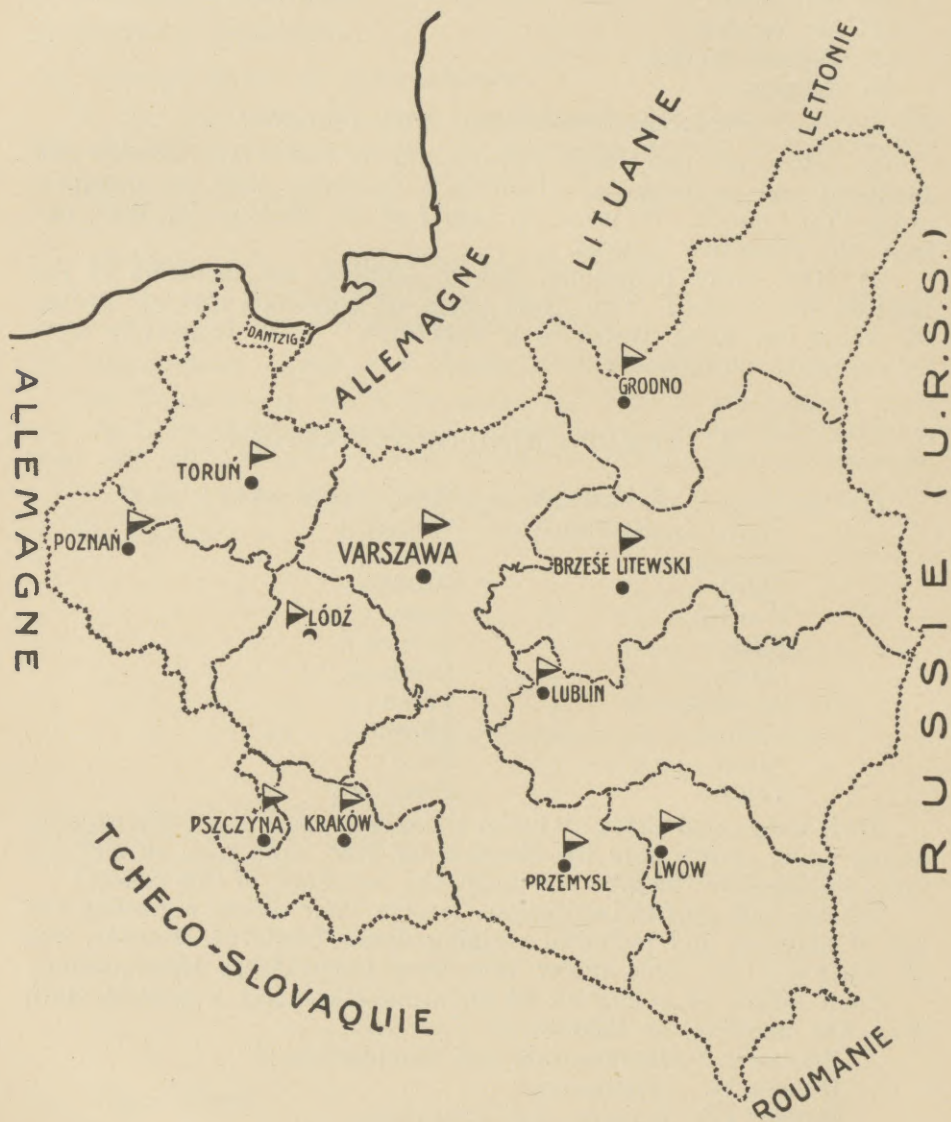 LETTONIE
LITUANIE
ALLEMAGNE
DANTZIG
ALLEMAGNE
RUSSIE (U.R.S.S.)
GRODNO
TORUŃ
POZNAŃ
VARSZAWA
BRZEŚĆ LITEWSKI
LÓDŹ
LUBLIN
PSZCZYNA
KRAKÓW
PRZEMYSL
LWÓW
TCHECO-SLOVAQUIE
ROUMANIE